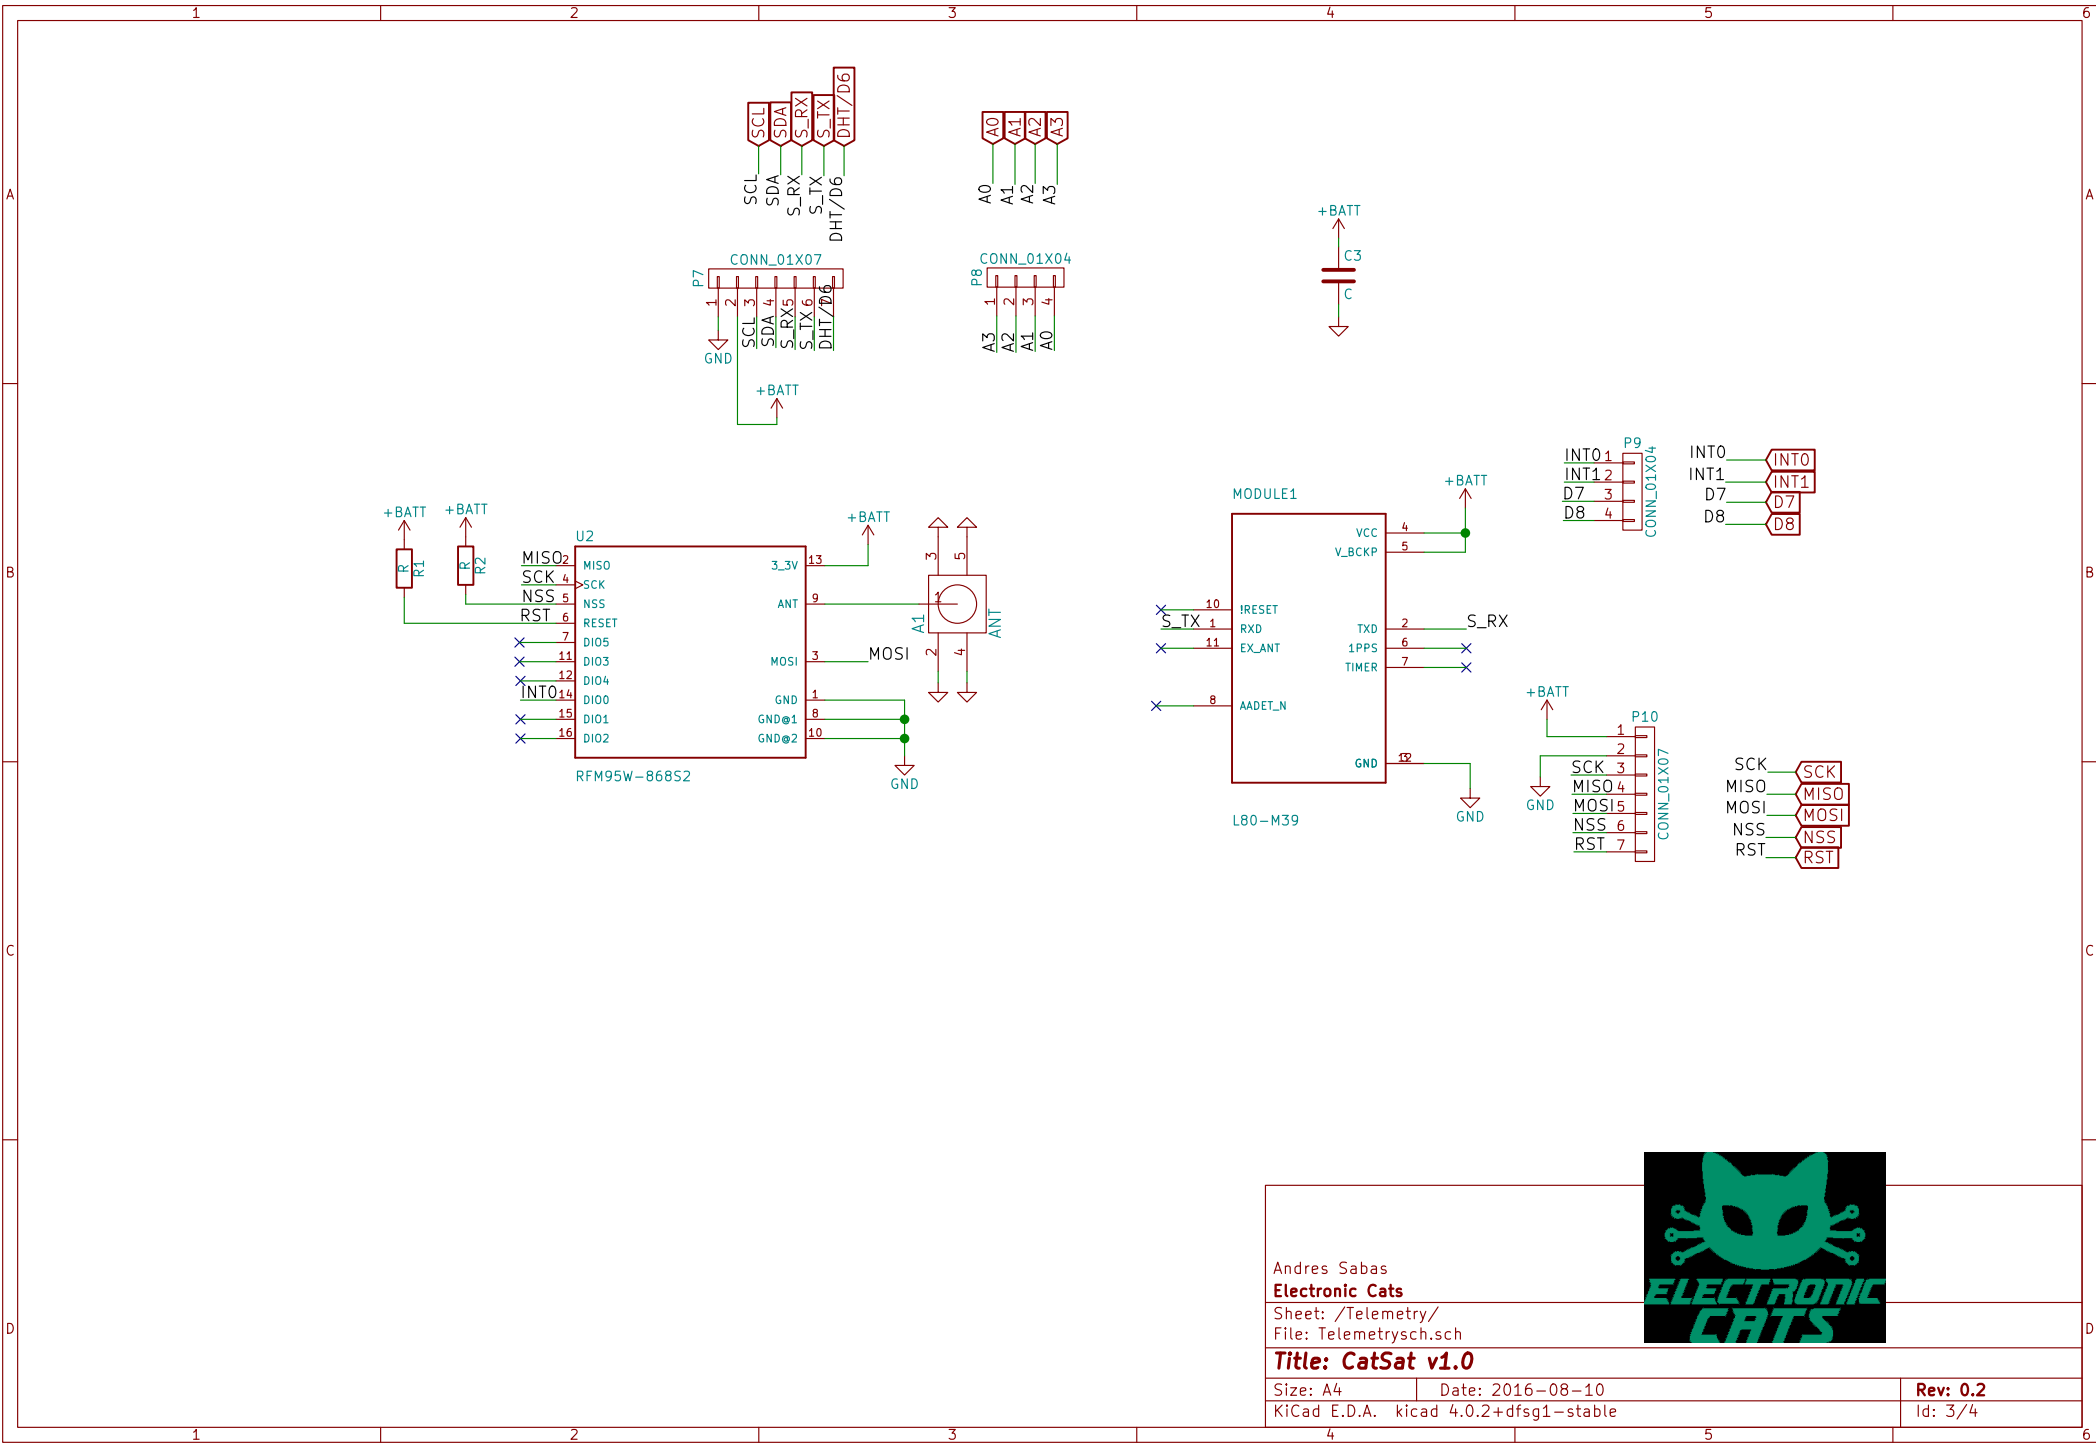 1 2 3 4 5 6
A
B
C
D
A
B
C
D
SCL
SDA
S_RX
S_TX
DHT/D6
SCL
SDA
S_RX
S_TX
DHT/D6
A0
A1
A2
A3
A0
A1
A2
A3
CONN_01X07
P7
1 2 3 4 5 6
SCL
SDA
S_RX
S_TX
DHT/D6
GND
+BATT
CONN_01X04
P8
1 2 3 4
A3
A2
A1
A0
+BATT
C3
C
+BATT
R
R1
+BATT
R
R2
U2
MISO 2 MISO
SCK 4 SCK
NSS 5 NSS
RST 6 RESET
7 DIO5
11 DIO3
12 DIO4
INT0 14 DIO0
15 DIO1
16 DIO2
3_3V 13
ANT 9
MOSI 3 MOSI
GND 1
GND@1 8
GND@2 10
RFM95W-868S2
+BATT
GND
3 5
1
2 4
A1
ANT
MODULE1
10 !RESET
S_TX 1 RXD
11 EX_ANT
8 AADET_N
VCC 4
V_BCKP 5
TXD 2 S_RX
1PPS 6
TIMER 7
GND
L80-M39
+BATT
GND
P9
INT0 1
INT1 2
D7 3
D8 4
CONN_01X04
INT0 INT0
INT1 INT1
D7 D7
D8 D8
+BATT
GND
P10
1
2
SCK 3
MISO 4
MOSI 5
NSS 6
RST 7
CONN_01X07
SCK SCK
MISO MISO
MOSI MOSI
NSS NSS
RST RST
ELECTRONIC
CATS
Andres Sabas
Electronic Cats
Sheet: /Telemetry/
File: Telemetrysch.sch
Title: CatSat v1.0
Size: A4 Date: 2016-08-10 Rev: 0.2
KiCad E.D.A. kicad 4.0.2+dfsg1-stable Id: 3/4
1 2 3 4 5 6